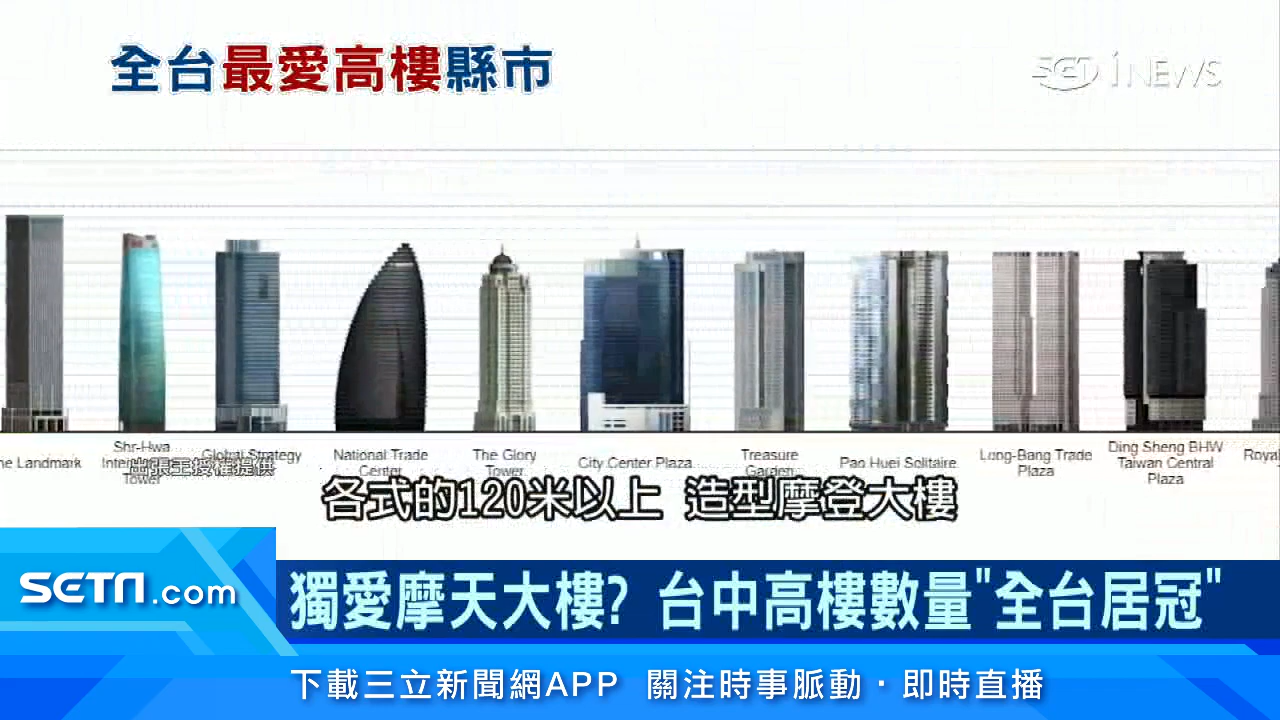 全台最愛高樓縣市
SET iNEWS
he Landmark
Shr-Hwa
International
Tower
Global Strategy
National Trade
Center
The Glory
Tower
City Center Plaza
Treasure
Garden
Pao Huei Solitaire
Long-Bang Trade
Plaza
Ding Sheng BHW
Taiwan Central
Plaza
Royal
各式的120米以上 造型摩登大樓
SETN.com
獨愛摩天大樓? 台中高樓數量"全台居冠"
下載三立新聞網APP 關注時事脈動・即時直播